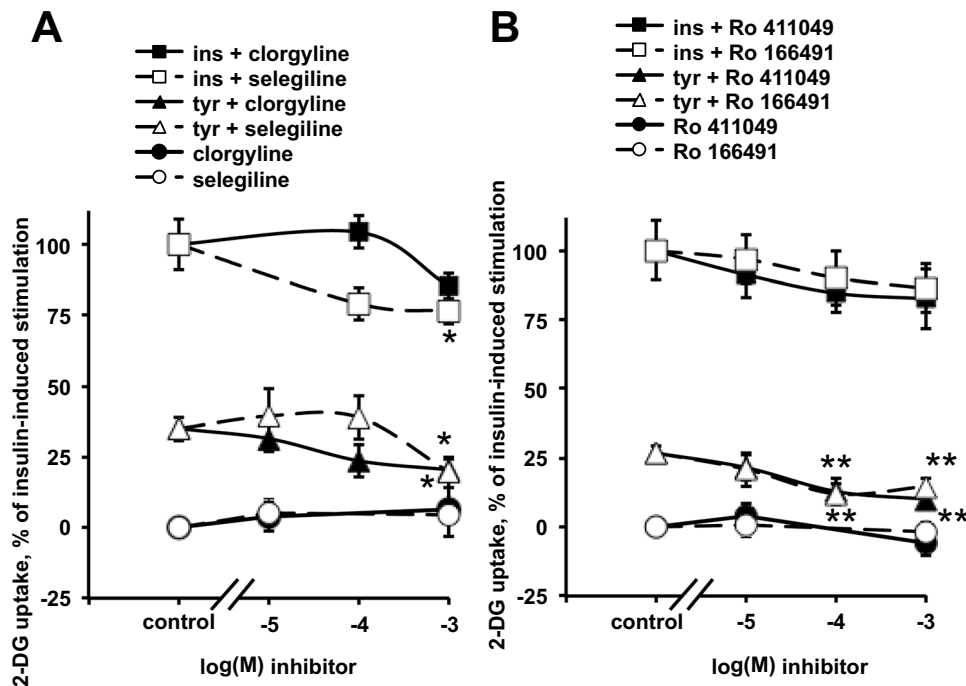 A
ins + clorgyline
ins + selegiline
tyr + clorgyline
tyr + selegiline
clorgyline
selegiline
2-DG uptake, % of insulin-induced stimulation
100
75
50
25
0
-25
*
*
*
control
-5
-4
-3
log(M) inhibitor
B
ins + Ro 411049
ins + Ro 166491
tyr + Ro 411049
tyr + Ro 166491
Ro 411049
Ro 166491
2-DG uptake, % of insulin-induced stimulation
100
75
50
25
0
-25
**
**
**
**
control
-5
-4
-3
log(M) inhibitor